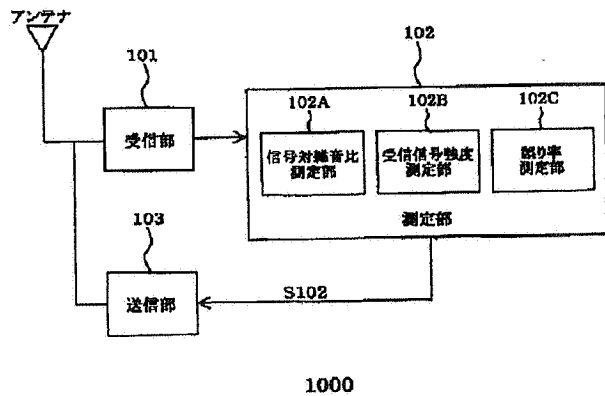 アンテナ
101
受信部
102
102A
信号対雑音比
測定部
102B
受信信号強度
測定部
102C
誤り率
測定部
測定部
103
送信部
S102
1000